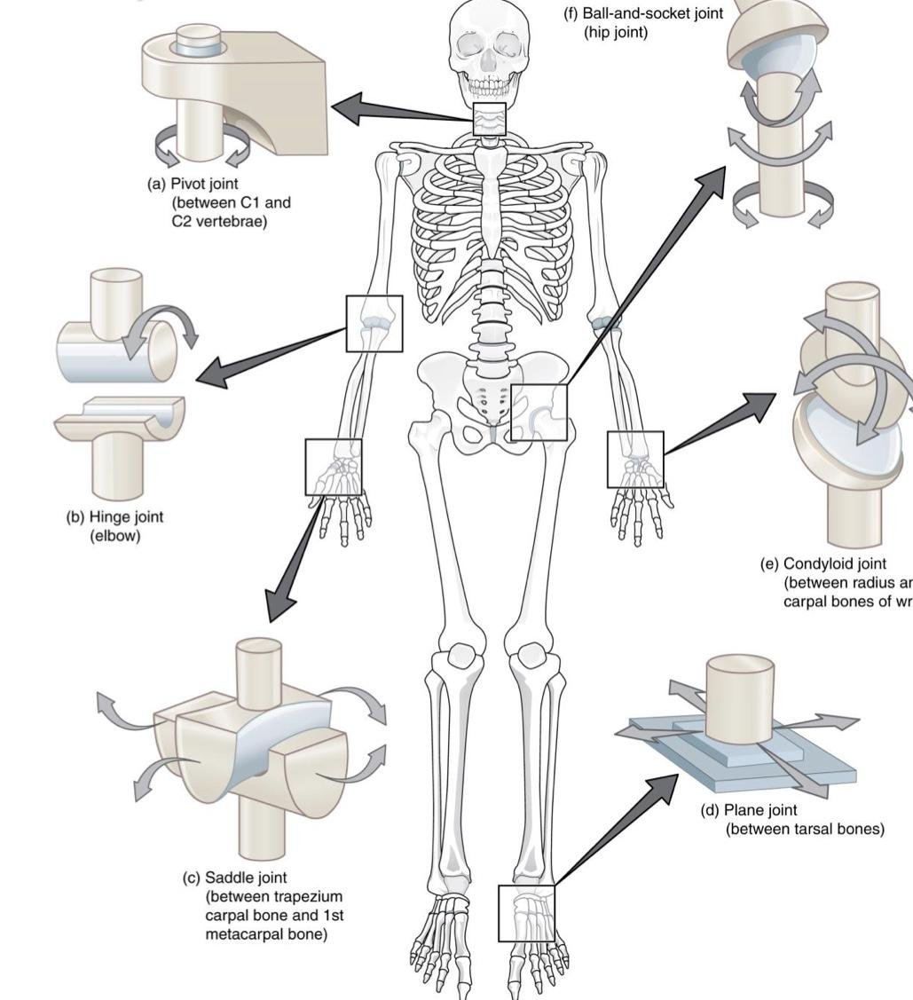 (f) Ball-and-socket joint
(hip joint)
(a) Pivot joint
(between C1 and
C2 vertebrae)
(b) Hinge joint
(elbow)
(e) Condyloid joint
(between radius
carpal bones of
(d) Plane joint
(between tarsal bones)
(c) Saddle joint
(between trapezium
carpal bone and 1st
metacarpal bone)